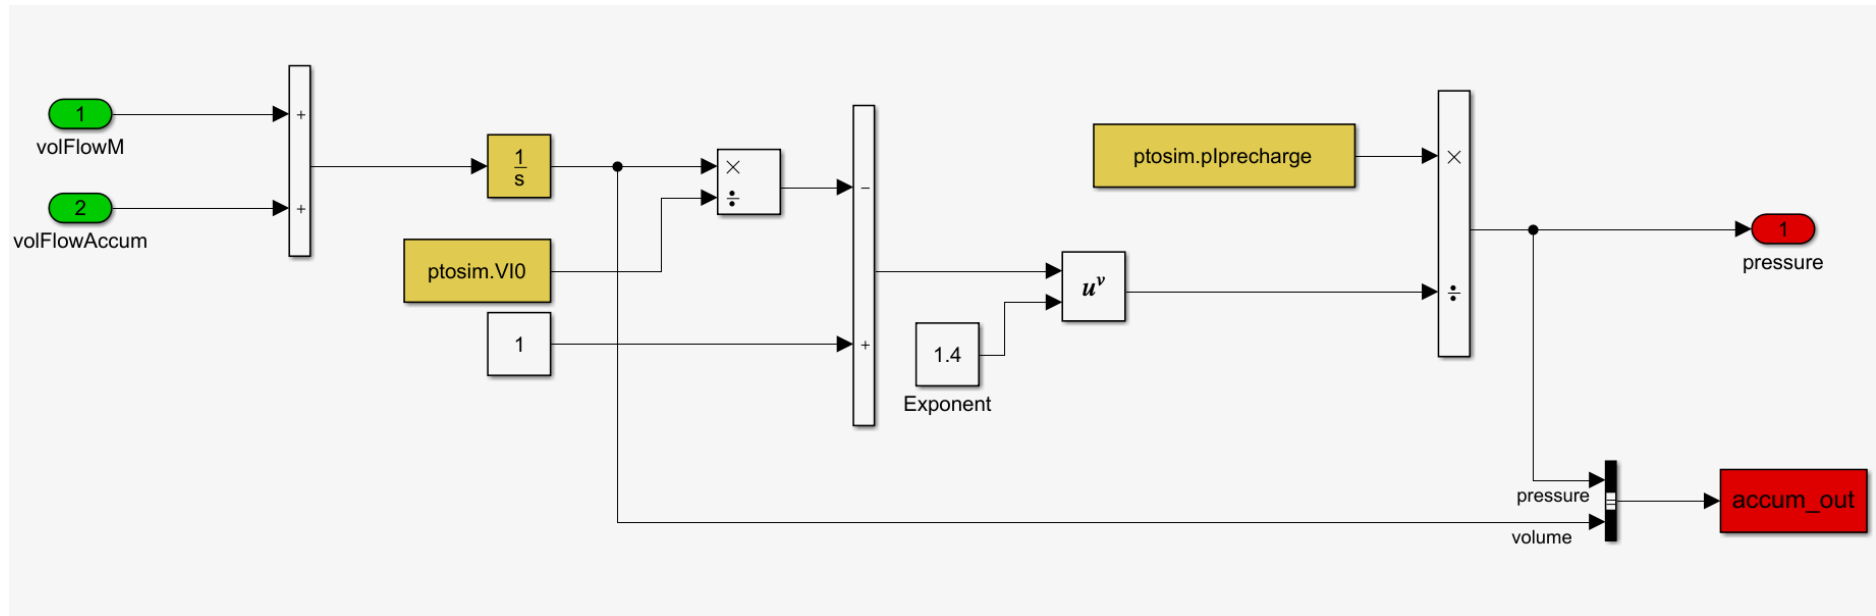 1
volFlowM
+
2
volFlowAccum
+
1
s
×
÷
ptosim.VI0
1
−
+
1.4
Exponent
u^v
ptosim.pIprecharge
×
÷
1
pressure
pressure
volume
accum_out